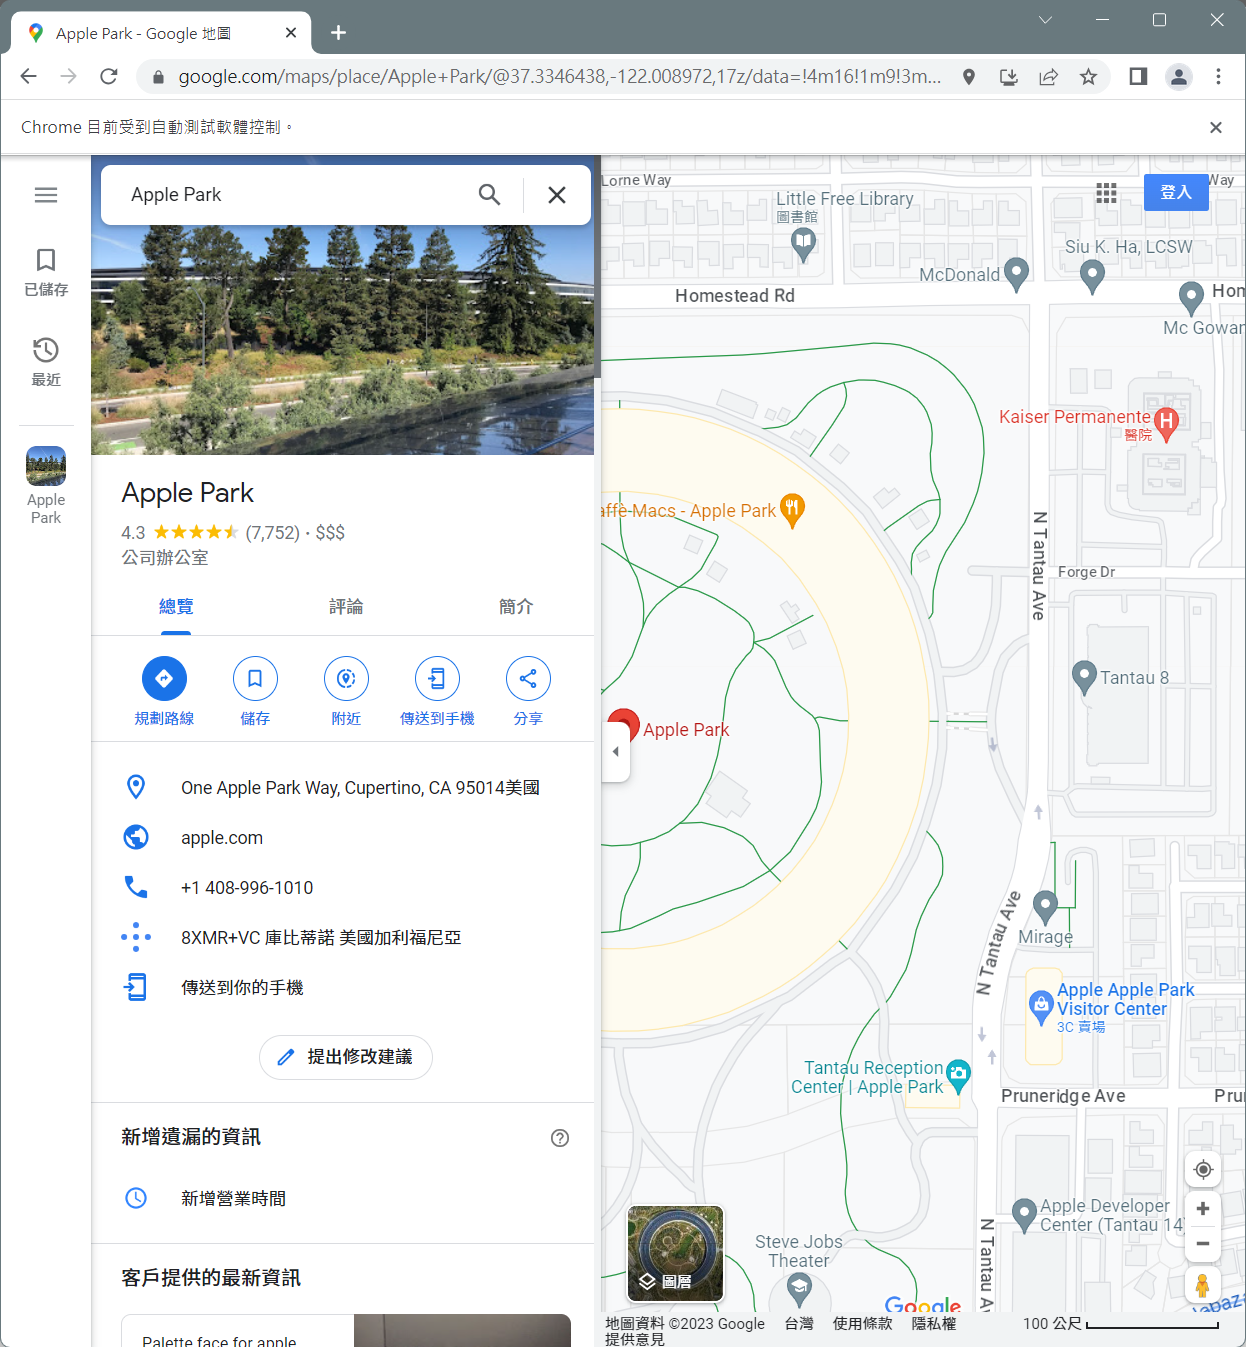 Apple Park - Google 地圖
google.com/maps/place/Apple+Park/@37.3346438,-122.008972,17z/data=!4m16!1m9!3m...
Chrome 目前受到自動測試軟體控制。
Apple Park
已儲存
最近
Apple
Park
Apple Park
4.3 (7,752) · $$$
公司辦公室
總覽
評論
簡介
規劃路線
儲存
附近
傳送到手機
分享
One Apple Park Way, Cupertino, CA 95014美國
apple.com
+1 408-996-1010
8XMR+VC 庫比蒂諾 美國加利福尼亞
傳送到你的手機
提出修改建議
新增遺漏的資訊
新增營業時間
客戶提供的最新資訊
Palette face for apple
Lorne Way
Way
登入
Little Free Library
圖書館
Siu K. Ha, LCSW
McDonald
Homestead Rd
Hom
Mc Gowan
Kaiser Permanente
醫院
H
affè-Macs - Apple Park
N Tantau Ave
Forge Dr
Tantau 8
Apple Park
Mirage
N Tantau Ave
Apple Apple Park
Visitor Center
3C 賣場
Tantau Reception
Center | Apple Park
Pruneridge Ave
Pru
Apple Developer
Center (Tantau 14)
N Tantau A
Steve Jobs
Theater
圖層
Google
地圖資料 ©2023 Google
台灣
使用條款
隱私權
100 公尺
提供意見